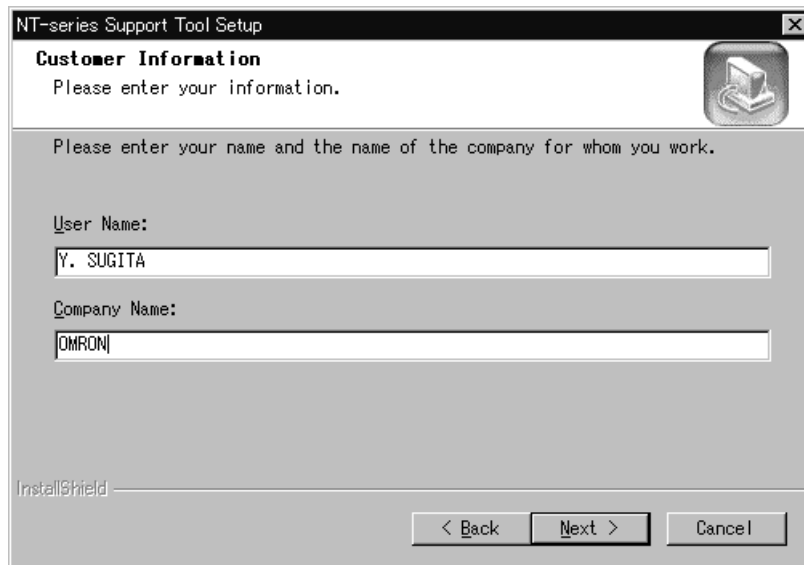 NT-series Support Tool Setup
Customer Information
Please enter your information.
Please enter your name and the name of the company for whom you work.
User Name:
Y. SUGITA
Company Name:
OMRON
InstallShield
< Back Next > Cancel